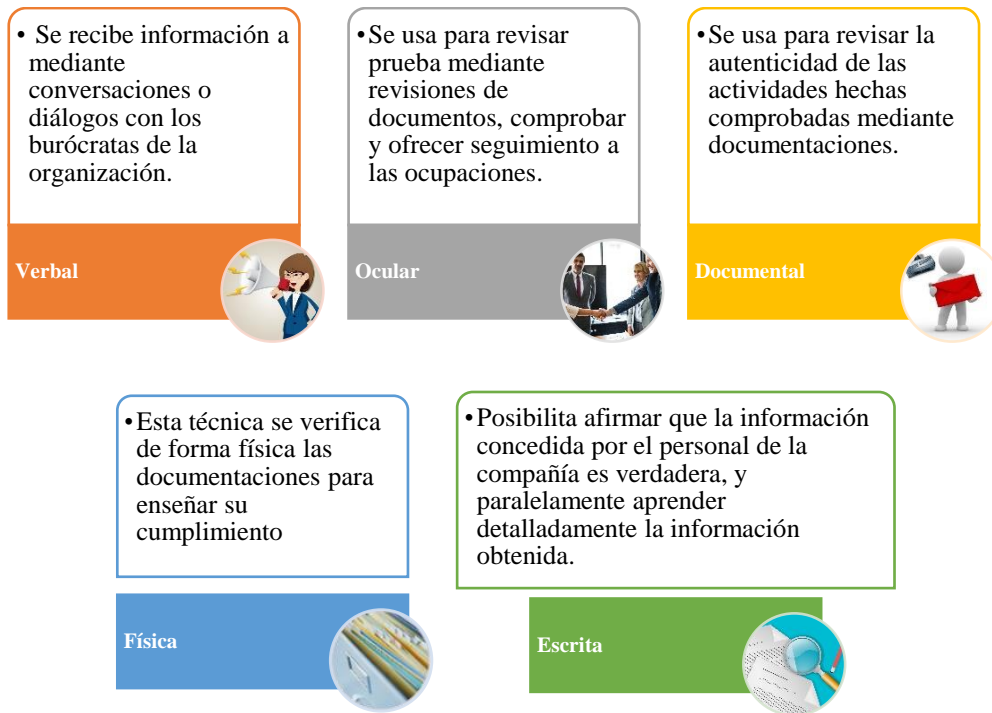 • Se recibe información a
mediante
conversaciones o
diálogos con los
burócratas de la
organización.
Verbal
•Se usa para revisar
prueba mediante
revisiones de
documentos, comprobar
y ofrecer seguimiento a
las ocupaciones.
Ocular
•Se usa para revisar la
autenticidad de las
actividades hechas
comprobadas mediante
documentaciones.
Documental
•Esta técnica se verifica
de forma física las
documentaciones para
enseñar su
cumplimiento
Física
•Posibilita afirmar que la información
concedida por el personal de la
compañía es verdadera, y
paralelamente aprender
detalladamente la información
obtenida.
Escrita